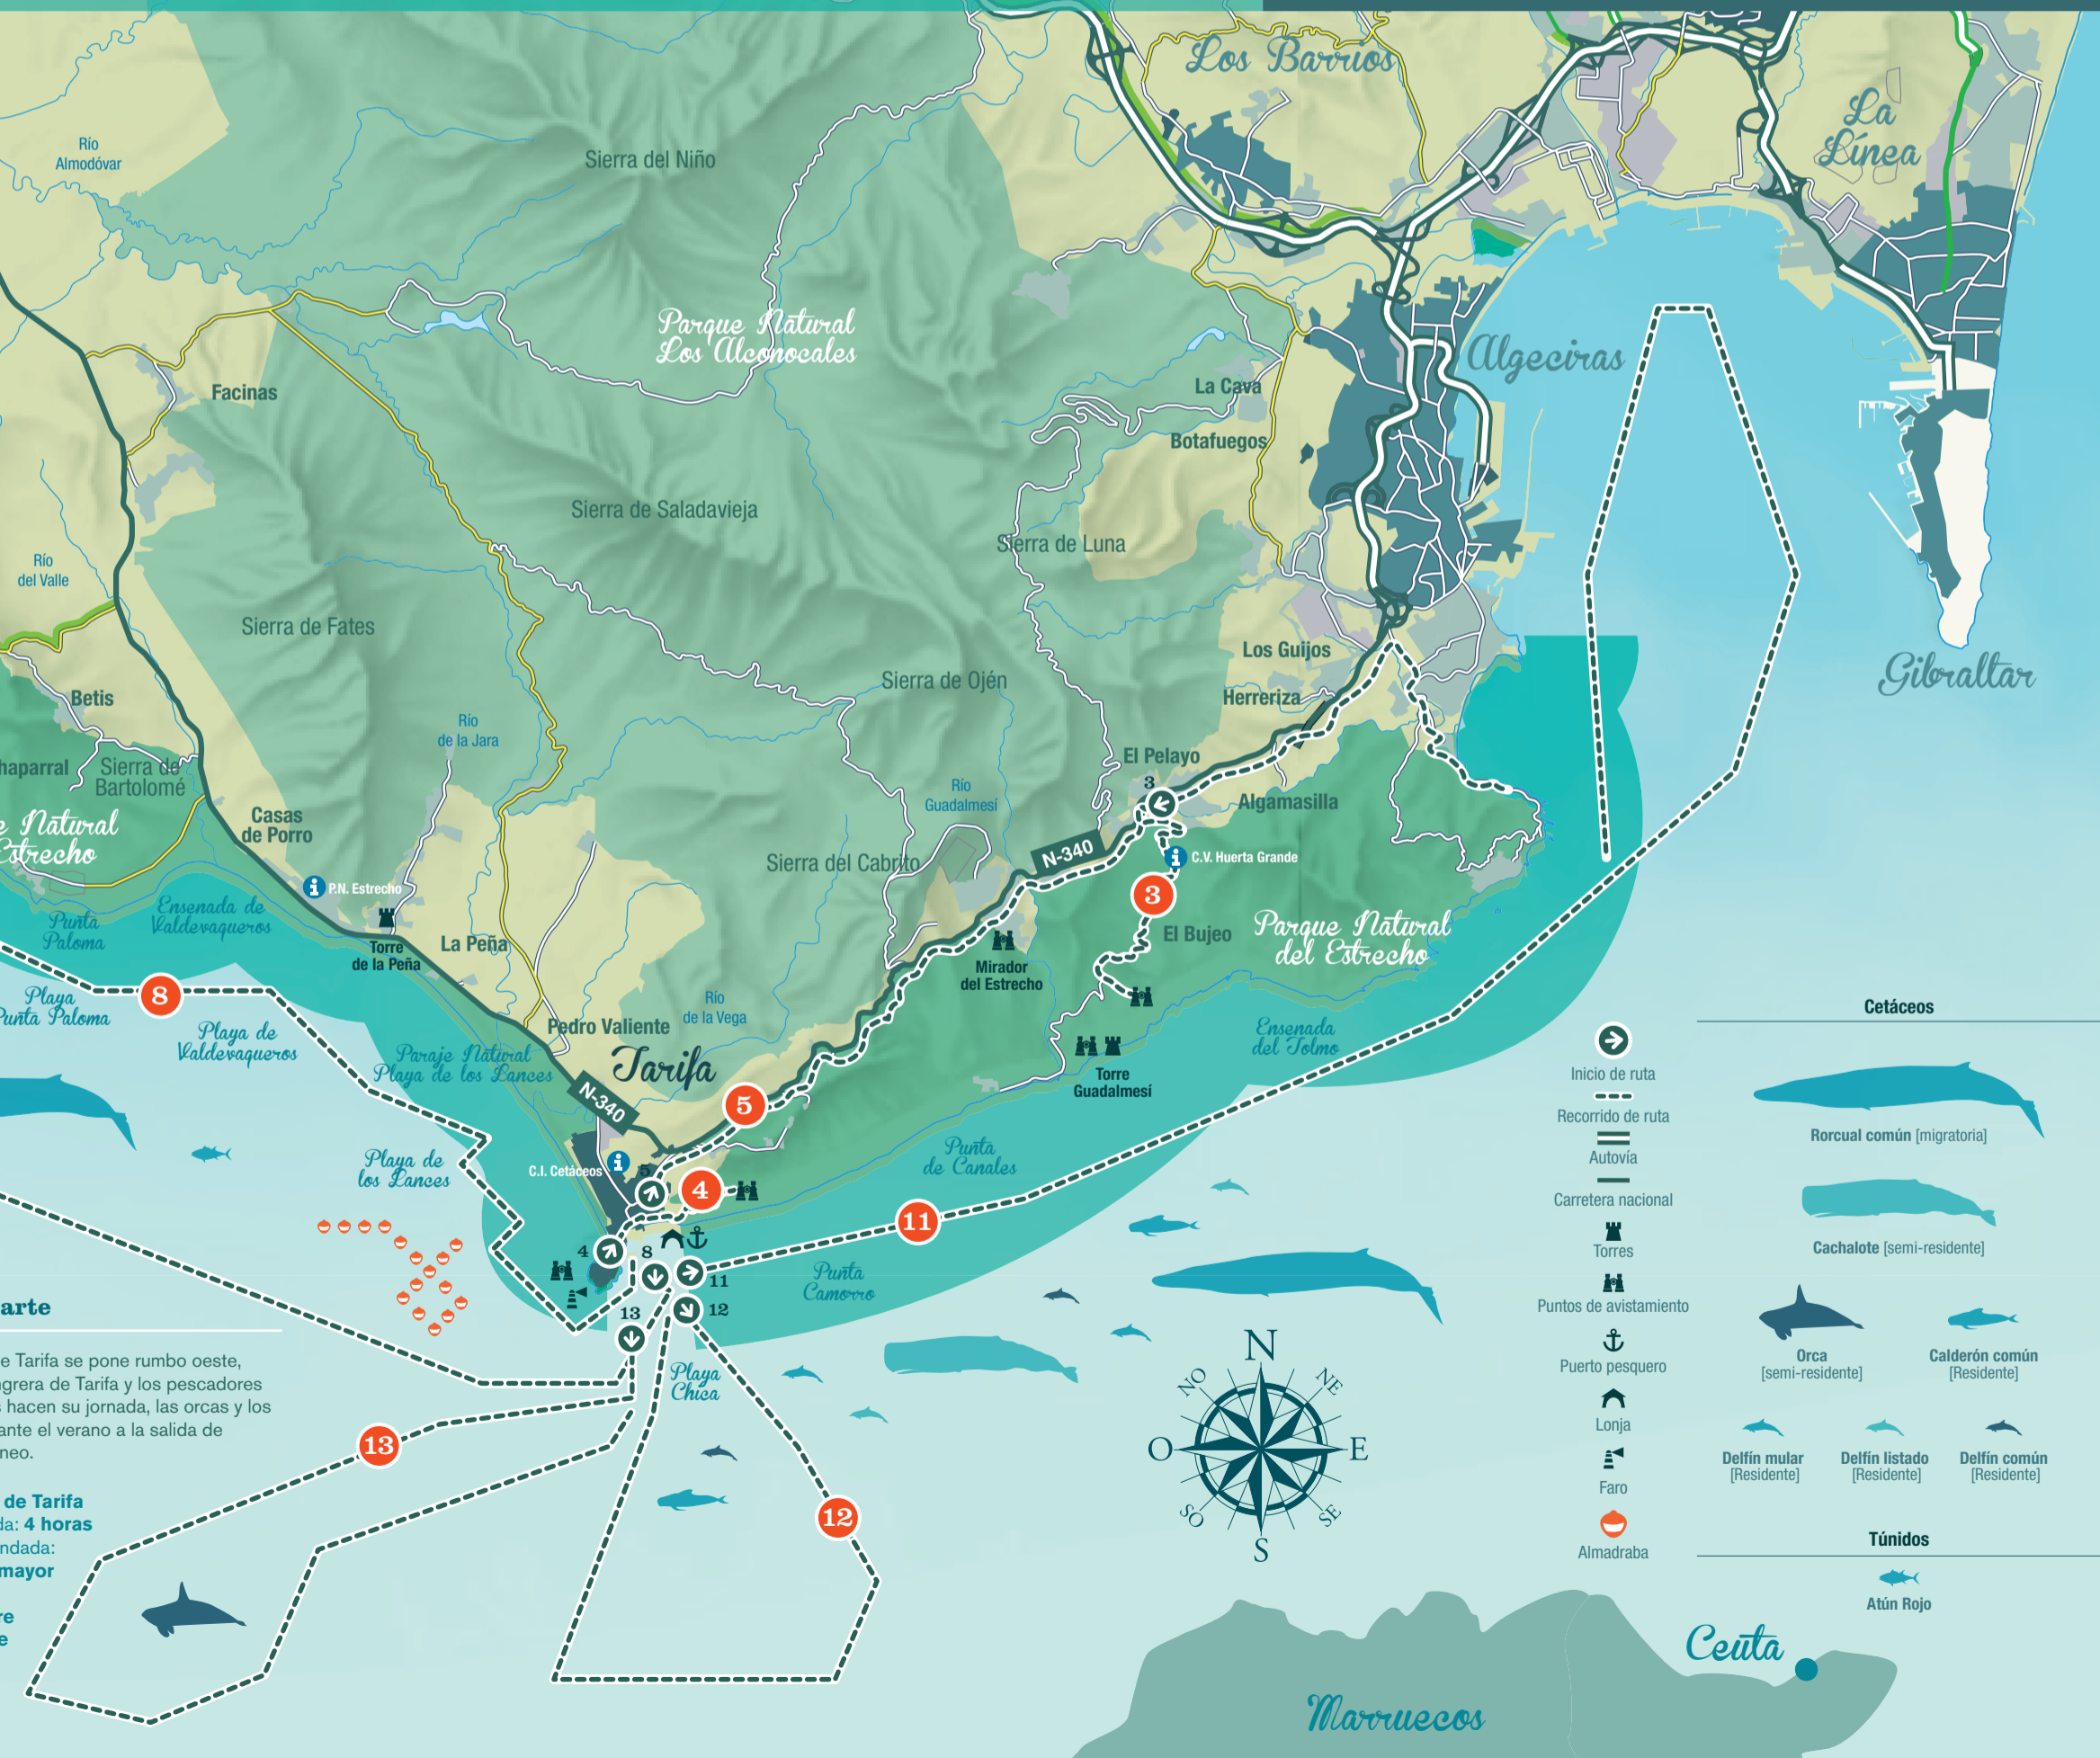 Los Barrios
La
Línea
Río
Almodóvar
Sierra del Niño
Parque Natural
Los Alconocales
Algeciras
Facinas
La Cava
Botafuegos
Sierra de Saladavieja
Sierra de Luna
Río
del Valle
Sierra de Fates
Los Guijos
Gibraltar
Sierra de Ojén
Herreriza
Betis
Río
de la Jara
haparral
Sierra de
Bartolomé
El Pelayo
3
Río
Guadalmesí
Algamasilla
Casas
de Porro
e Natural
Estrecho
N-340
C.V. Huerta Grande
Sierra del Cabrito
P.N. Estrecho
3
Ensenada de
Valdevaqueros
Punta
Paloma
Torre
de la Peña
La Peña
El Bujeo
Parque Natural
del Estrecho
Mirador
del Estrecho
8
Playa
Punta Paloma
Playa de
Valdevaqueros
Río
de la Vega
Pedro Valiente
Tarifa
Paraje Natural
Playa de los Lances
Ensenada
del Tolmo
Torre
Guadalmesí
N-340
5
Playa de
los Lances
C.I. Cetáceos
5
4
Punta
de Canales
11
4
8
11
12
13
Punta
Camorro
Playa
Chica
13
12
arte
e Tarifa se pone rumbo oeste,
ngrera de Tarifa y los pescadores
s hacen su jornada, las orcas y los
ante el verano a la salida de
neo.
de Tarifa
da: 4 horas
ndada:
mayor
re
e
N
NE
E
SE
S
SO
O
NO
Inicio de ruta
Recorrido de ruta
Autovía
Carretera nacional
Torres
Puntos de avistamiento
Puerto pesquero
Lonja
Faro
Almadraba
Cetáceos
Rorcual común [migratoria]
Cachalote [semi-residente]
Orca
[semi-residente]
Calderón común
[Residente]
Delfín mular
[Residente]
Delfín listado
[Residente]
Delfín común
[Residente]
Túnidos
Atún Rojo
Ceuta
Marruecos